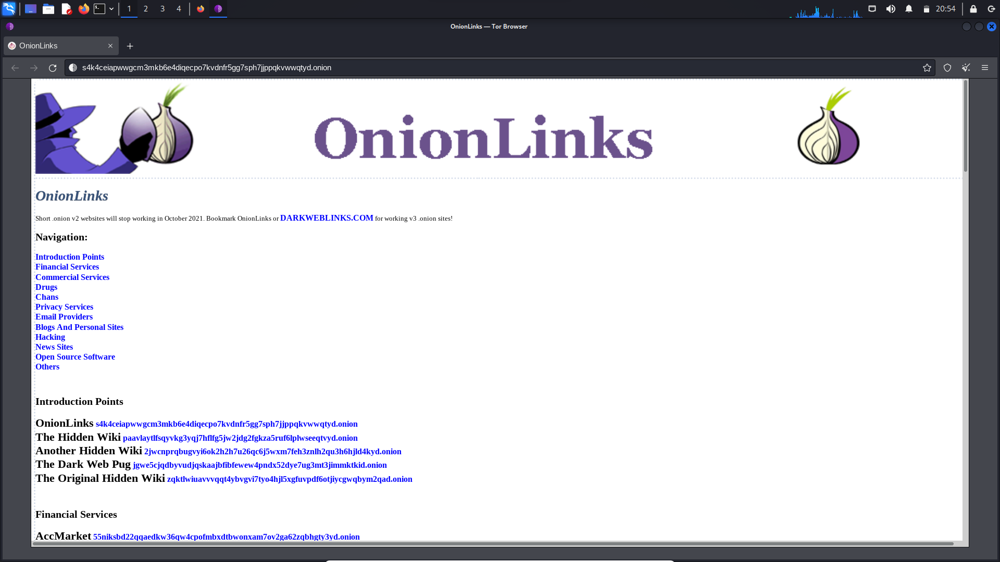 1 2 3 4 20:54
OnionLinks — Tor Browser
OnionLinks
s4k4ceiapwwgcm3mkb6e4diqecpo7kvdnfr5gg7sph7jjppqkvwwqtyd.onion
OnionLinks
OnionLinks
Short .onion v2 websites will stop working in October 2021. Bookmark OnionLinks or DARKWEBLINKS.COM for working v3 .onion sites!
Navigation:
Introduction Points
Financial Services
Commercial Services
Drugs
Chans
Privacy Services
Email Providers
Blogs And Personal Sites
Hacking
News Sites
Open Source Software
Others
Introduction Points
OnionLinks s4k4ceiapwwgcm3mkb6e4diqecpo7kvdnfr5gg7sph7jjppqkvwwqtyd.onion
The Hidden Wiki paavlaytlfsqyvkg3yqj7hflfg5jw2jdg2fgkza5ruf6lplwseeqtvyd.onion
Another Hidden Wiki 2jwcnprqbugvyi6ok2h2h7u26qc6j5wxm7feh3znlh2qu3h6hjld4kyd.onion
The Dark Web Pug jgwe5cjqdbyvudjqskaajbfibfewew4pndx52dye7ug3mt3jimmktkid.onion
The Original Hidden Wiki zqktlwiuavvvqqt4ybvgvi7tyo4hjl5xgfuvpdf6otjiycgwqbym2qad.onion
Financial Services
AccMarket 55niksbd22qqaedkw36qw4cpofmbxdtbwonxam7ov2ga62zqbhgty3yd.onion